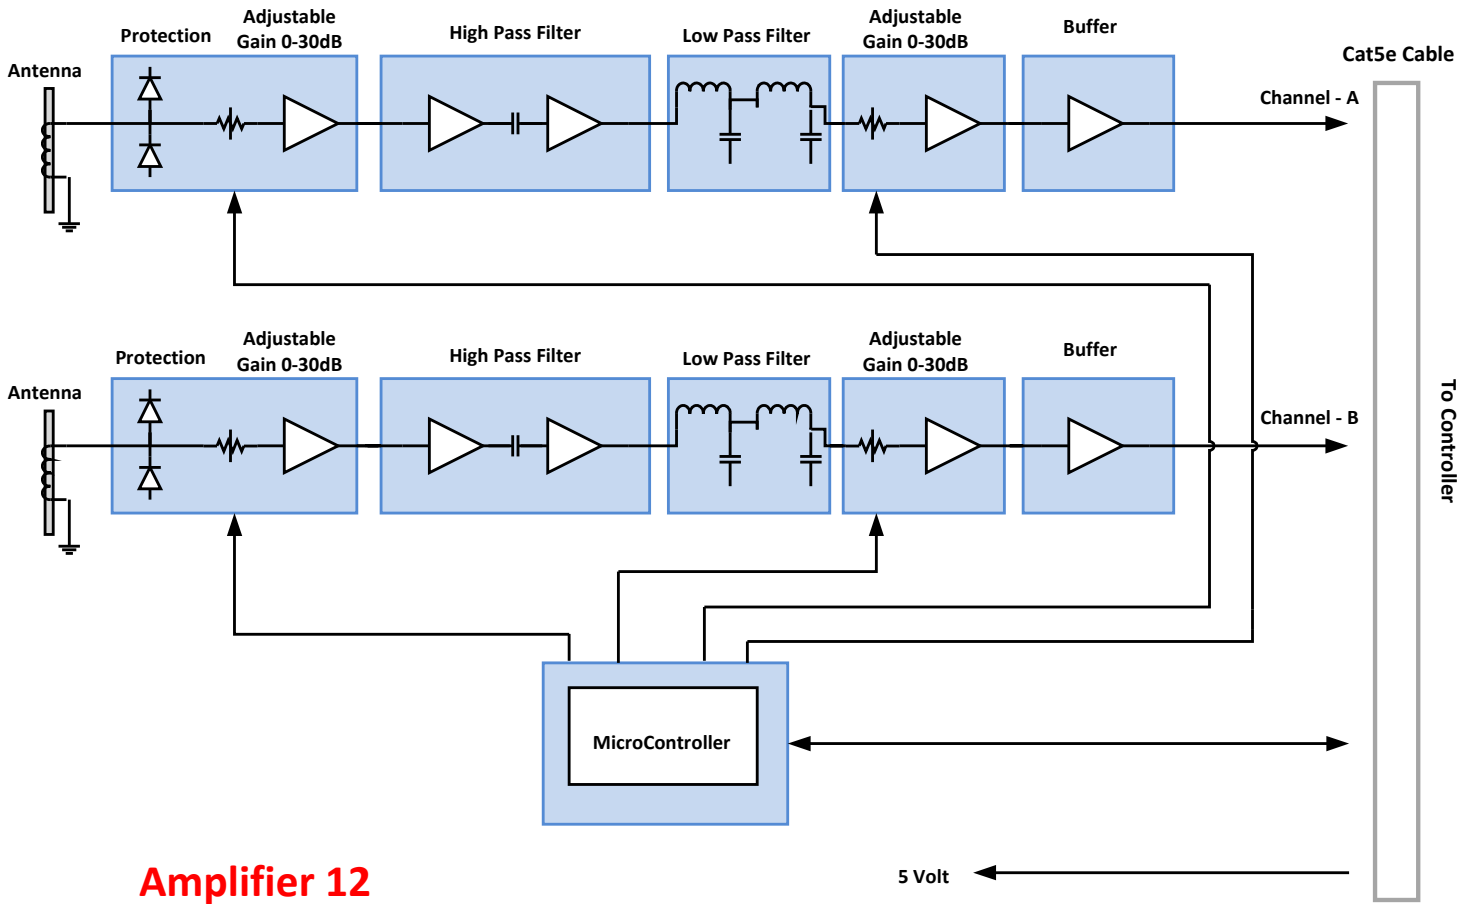 Antenna
Protection
Adjustable
Gain 0-30dB
High Pass Filter
Low Pass Filter
Adjustable
Gain 0-30dB
Buffer
Cat5e Cable
Channel - A
Antenna
Protection
Adjustable
Gain 0-30dB
High Pass Filter
Low Pass Filter
Adjustable
Gain 0-30dB
Buffer
Channel - B
To Controller
MicroController
5 Volt
Amplifier 12